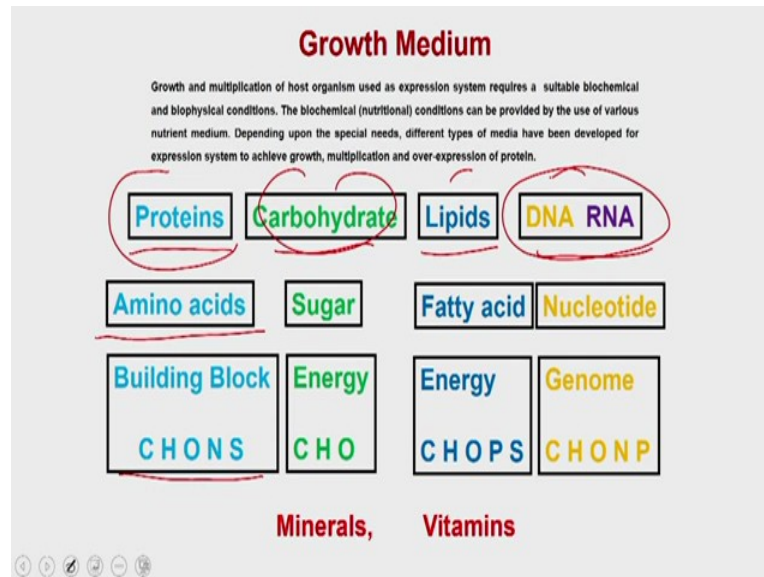 Growth Medium
Growth and multiplication of host organism used as expression system requires a suitable biochemical
and biophysical conditions. The biochemical (nutritional) conditions can be provided by the use of various
nutrient medium. Depending upon the special needs, different types of media have been developed for
expression system to achieve growth, multiplication and over-expression of protein.
Proteins Carbohydrate Lipids DNA RNA
Amino acids Sugar Fatty acid Nucleotide
Building Block Energy Energy Genome
C H O N S C H O C H O P S C H O N P
Minerals, Vitamins